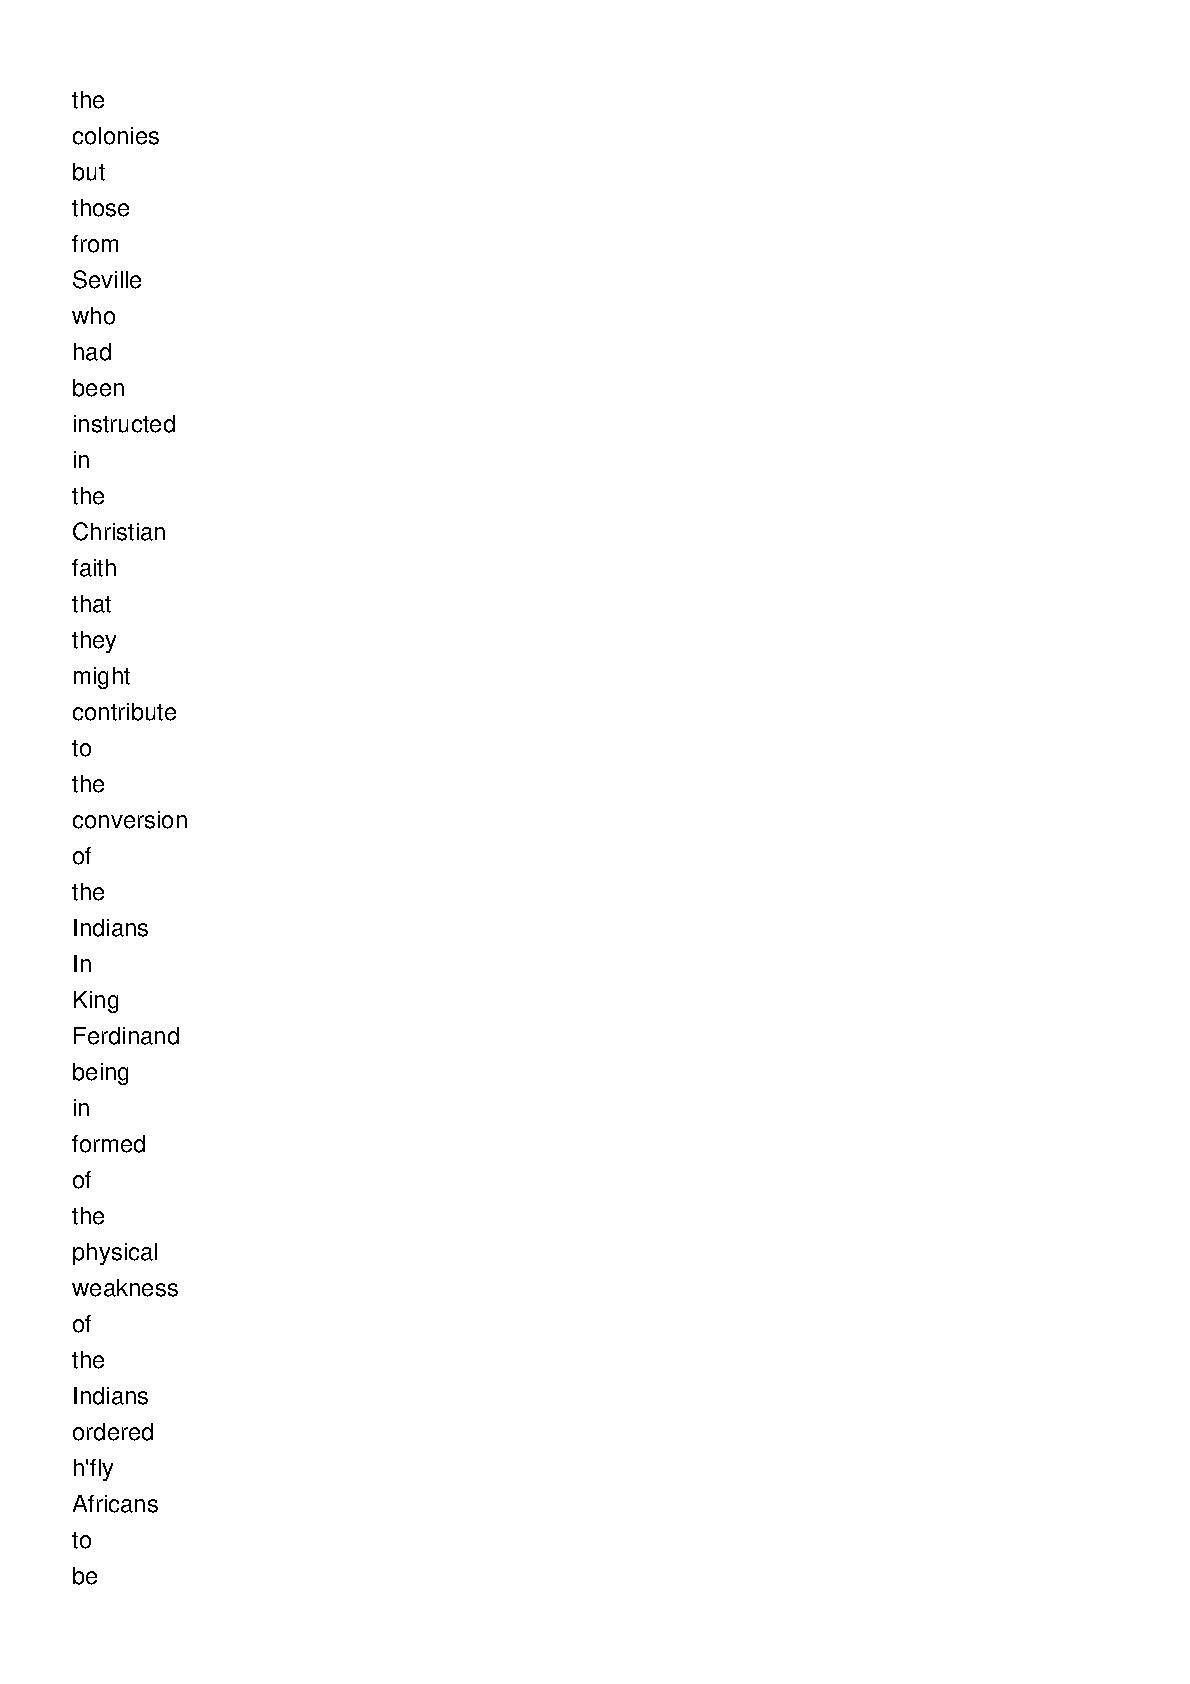 the
colonies
but
those
from
Seville
who
had
been
instructed
in
the
Christian
faith
that
they
might
contribute
to
the
conversion
of
the
Indians
In
King
Ferdinand
being
in
formed
of
the
physical
weakness
of
the
Indians
ordered
h'fly
Africans
to
be